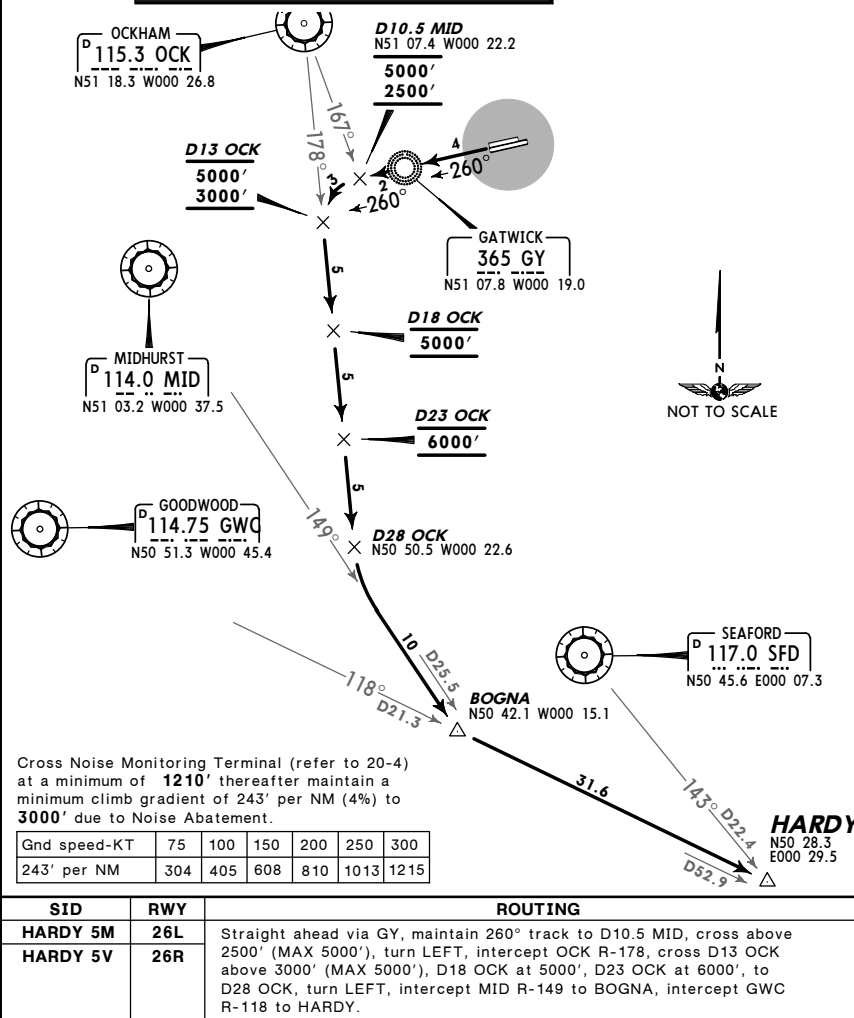 OCKHAM
D 115.3 OCK
N51 18.3 W000 26.8
D10.5 MID
N51 07.4 W000 22.2
5000'
2500'
167°
178°
D13 OCK
5000'
3000'
4
260°
2
260°
3
GATWICK
365 GY
N51 07.8 W000 19.0
5
D18 OCK
5000'
MIDHURST
D 114.0 MID
N51 03.2 W000 37.5
N
NOT TO SCALE
5
D23 OCK
6000'
5
GOODWOOD
D 114.75 GWC
N50 51.3 W000 45.4
149°
D28 OCK
N50 50.5 W000 22.6
10
D25.5
SEAFORD
D 117.0 SFD
N50 45.6 E000 07.3
118°
D21.3
BOGNA
N50 42.1 W000 15.1
31.6
143° D22.4
D52.9
HARDY
N50 28.3
E000 29.5
Cross Noise Monitoring Terminal (refer to 20-4)
at a minimum of 1210' thereafter maintain a
minimum climb gradient of 243' per NM (4%) to
3000' due to Noise Abatement.
Gnd speed-KT 75 100 150 200 250 300
243' per NM 304 405 608 810 1013 1215
SID RWY ROUTING
HARDY 5M 26L
HARDY 5V 26R
Straight ahead via GY, maintain 260° track to D10.5 MID, cross above
2500' (MAX 5000'), turn LEFT, intercept OCK R-178, cross D13 OCK
above 3000' (MAX 5000'), D18 OCK at 5000', D23 OCK at 6000', to
D28 OCK, turn LEFT, intercept MID R-149 to BOGNA, intercept GWC
R-118 to HARDY.